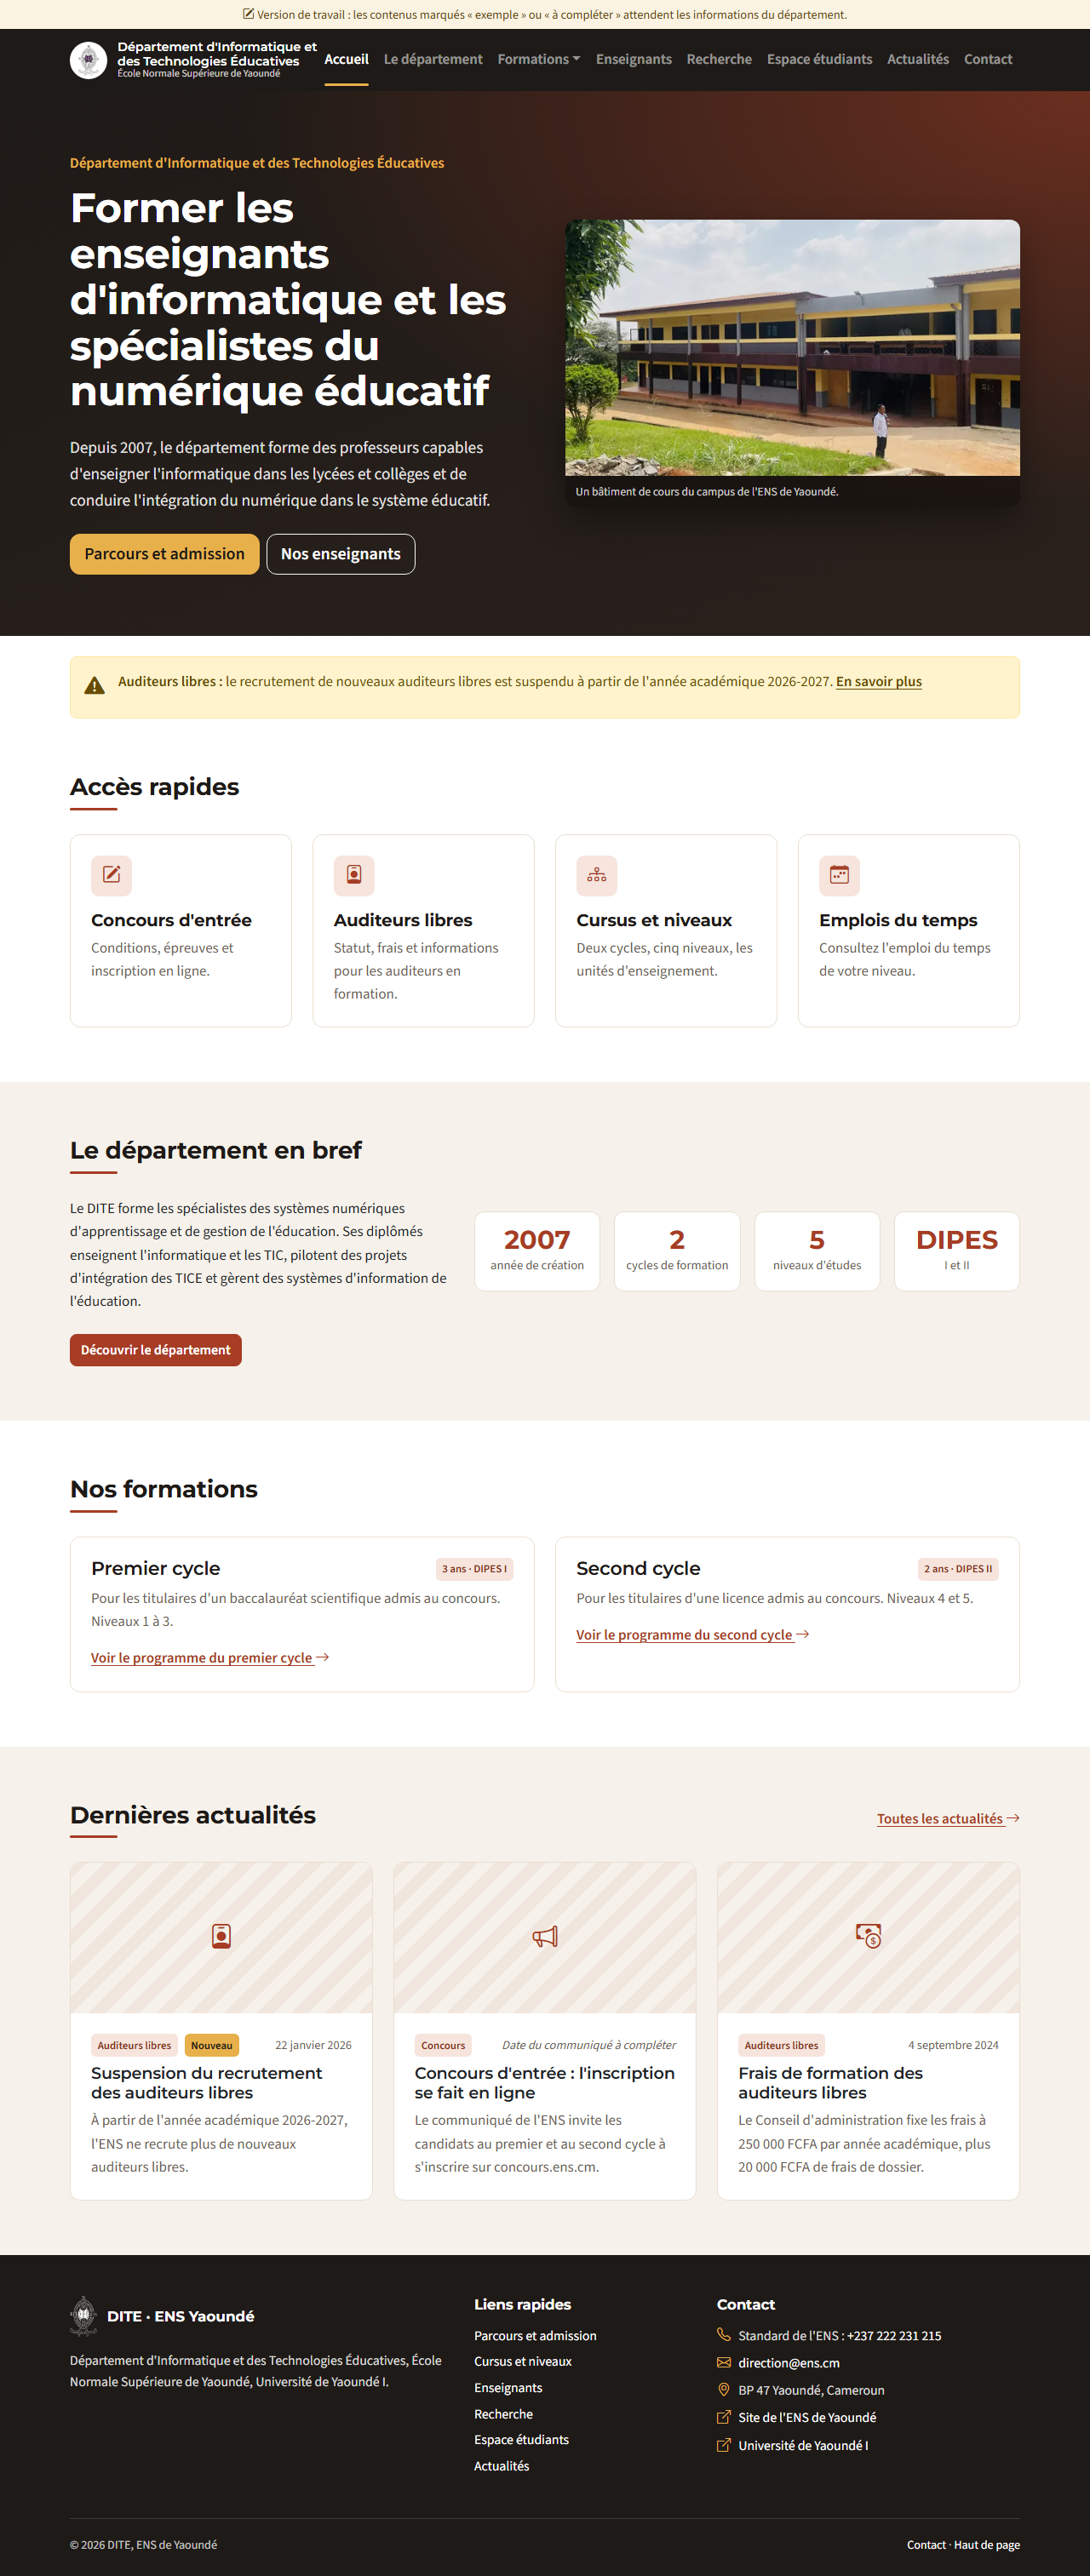 Version de travail : les contenus marqués « exemple » ou « à compléter » attendent les informations du département.
Département d'Informatique et
des Technologies Éducatives
École Normale Supérieure de Yaoundé
Accueil
Le département
Formations
Enseignants
Recherche
Espace étudiants
Actualités
Contact
Département d'Informatique et des Technologies Éducatives
Former les
enseignants
d'informatique et les
spécialistes du
numérique éducatif
Depuis 2007, le département forme des professeurs capables
d'enseigner l'informatique dans les lycées et collèges et de
conduire l'intégration du numérique dans le système éducatif.
Parcours et admission
Nos enseignants
Un bâtiment de cours du campus de l'ENS de Yaoundé.
Auditeurs libres : le recrutement de nouveaux auditeurs libres est suspendu à partir de l'année académique 2026-2027. En savoir plus
Accès rapides
Concours d'entrée
Conditions, épreuves et
inscription en ligne.
Auditeurs libres
Statut, frais et informations
pour les auditeurs en
formation.
Cursus et niveaux
Deux cycles, cinq niveaux, les
unités d'enseignement.
Emplois du temps
Consultez l'emploi du temps
de votre niveau.
Le département en bref
Le DITE forme les spécialistes des systèmes numériques
d'apprentissage et de gestion de l'éducation. Ses diplômés
enseignent l'informatique et les TIC, pilotent des projets
d'intégration des TICE et gèrent des systèmes d'information de
l'éducation.
Découvrir le département
2007
année de création
2
cycles de formation
5
niveaux d'études
DIPES
I et II
Nos formations
Premier cycle
3 ans · DIPES I
Pour les titulaires d'un baccalauréat scientifique admis au concours.
Niveaux 1 à 3.
Voir le programme du premier cycle
Second cycle
2 ans · DIPES II
Pour les titulaires d'une licence admis au concours. Niveaux 4 et 5.
Voir le programme du second cycle
Dernières actualités
Toutes les actualités
Auditeurs libres
Nouveau
22 janvier 2026
Suspension du recrutement
des auditeurs libres
À partir de l'année académique 2026-2027,
l'ENS ne recrute plus de nouveaux
auditeurs libres.
Concours
Date du communiqué à compléter
Concours d'entrée : l'inscription
se fait en ligne
Le communiqué de l'ENS invite les
candidats au premier et au second cycle à
s'inscrire sur concours.ens.cm.
Auditeurs libres
4 septembre 2024
Frais de formation des
auditeurs libres
Le Conseil d'administration fixe les frais à
250 000 FCFA par année académique, plus
20 000 FCFA de frais de dossier.
DITE · ENS Yaoundé
Département d'Informatique et des Technologies Éducatives, École
Normale Supérieure de Yaoundé, Université de Yaoundé I.
Liens rapides
Parcours et admission
Cursus et niveaux
Enseignants
Recherche
Espace étudiants
Actualités
Contact
Standard de l'ENS : +237 222 231 215
direction@ens.cm
BP 47 Yaoundé, Cameroun
Site de l'ENS de Yaoundé
Université de Yaoundé I
© 2026 DITE, ENS de Yaoundé
Contact · Haut de page